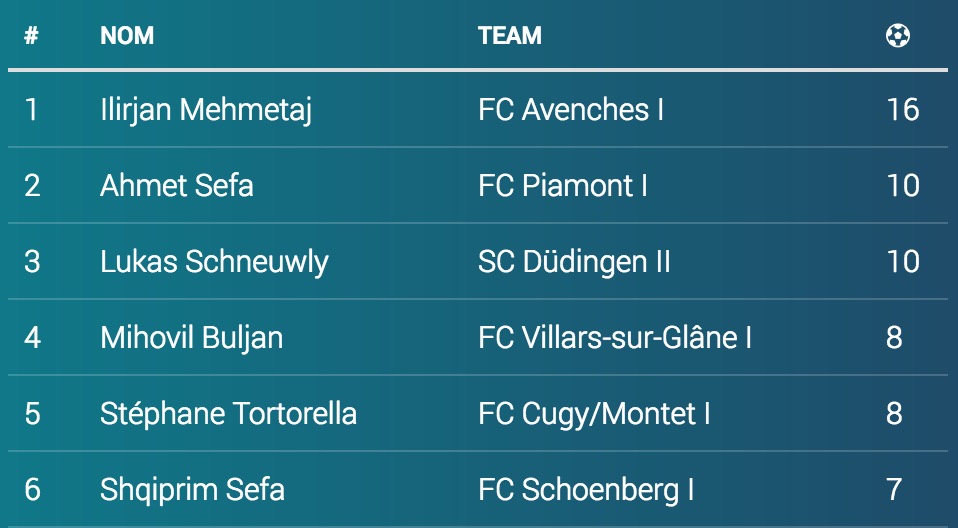 # NOM TEAM
1 Ilirjan Mehmetaj FC Avenches I 16
2 Ahmet Sefa FC Piamont I 10
3 Lukas Schneuwly SC Düdingen II 10
4 Mihovil Buljan FC Villars-sur-Glâne I 8
5 Stéphane Tortorella FC Cugy/Montet I 8
6 Shqiprim Sefa FC Schoenberg I 7